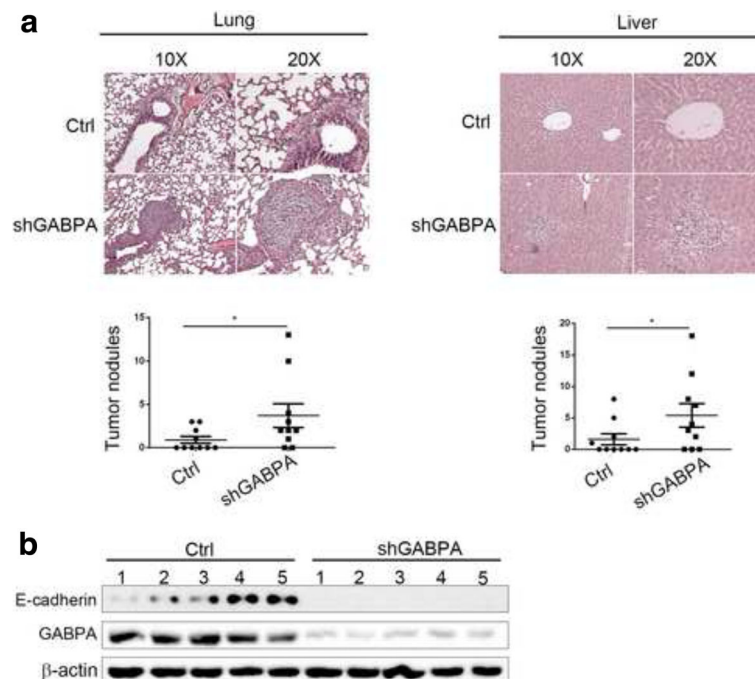 a
Lung
Liver
10X 20X
10X 20X
Ctrl
Ctrl
shGABPA
shGABPA
Tumor nodules
15
10
5
0
*
Ctrl
shGABPA
Tumor nodules
20
15
10
5
0
*
Ctrl
shGABPA
b
Ctrl
shGABPA
1 2 3 4 5 1 2 3 4 5
E-cadherin
GABPA
β-actin